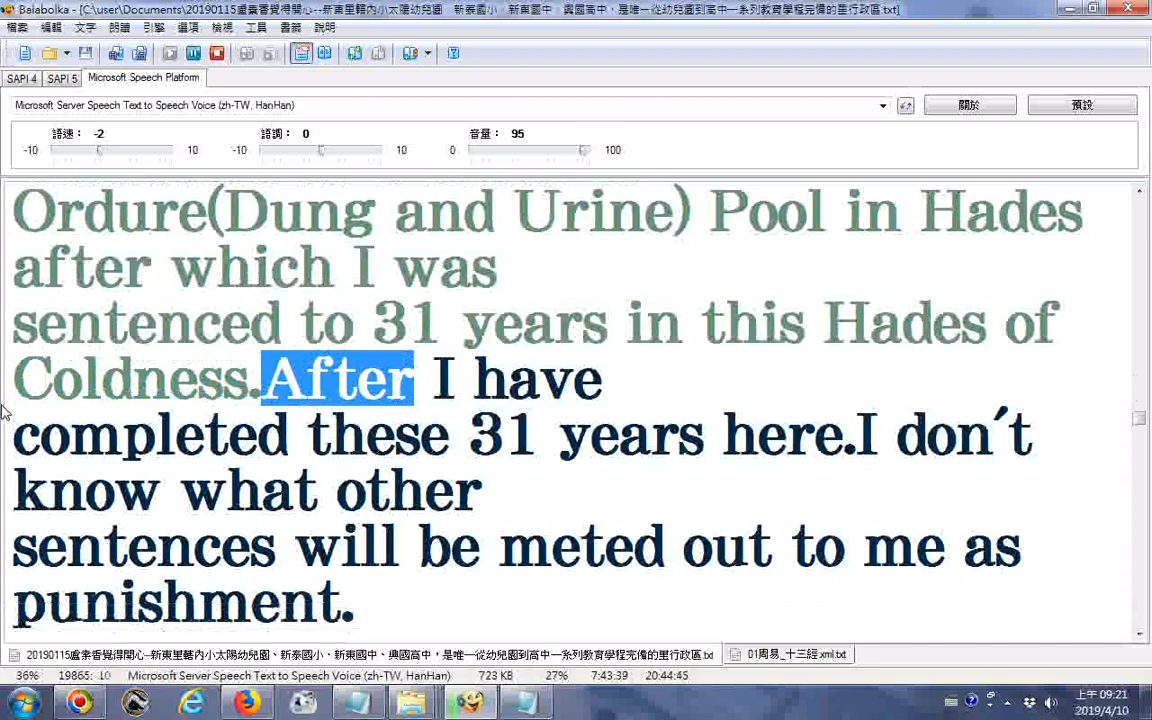 Balabolka - [C:\user\Documents\20190115盧素香覺得開心--新東里轄內小太陽幼兒園、新泰國小、新東國中、興國高中，是唯一從幼兒園到高中一系列教育學程完備的里行政區.txt]
檔案 編輯 文字 朗讀 引擎 選項 檢視 工具 書籤 說明
SAPI 4 SAPI 5 Microsoft Speech Platform
Microsoft Server Speech Text to Speech Voice (zh-TW, HanHan) 關於 預設
語速： -2 語調： 0 音量： 95
-10 10 -10 10 0 100
Ordure(Dung and Urine) Pool in Hades
after which I was
sentenced to 31 years in this Hades of
Coldness.After I have
completed these 31 years here.I don't
know what other
sentences will be meted out to me as
punishment.
20190115盧素香覺得開心--新東里轄內小太陽幼兒園、新泰國小、新東國中、興國高中，是唯一從幼兒園到高中一系列教育學程完備的里行政區.txt 01周易_十三經.xml.txt
36% 19865: 10 Microsoft Server Speech Text to Speech Voice (zh-TW, HanHan) 723 KB 27% 7:43:39 20:44:45
上午 09:21
2019/4/10